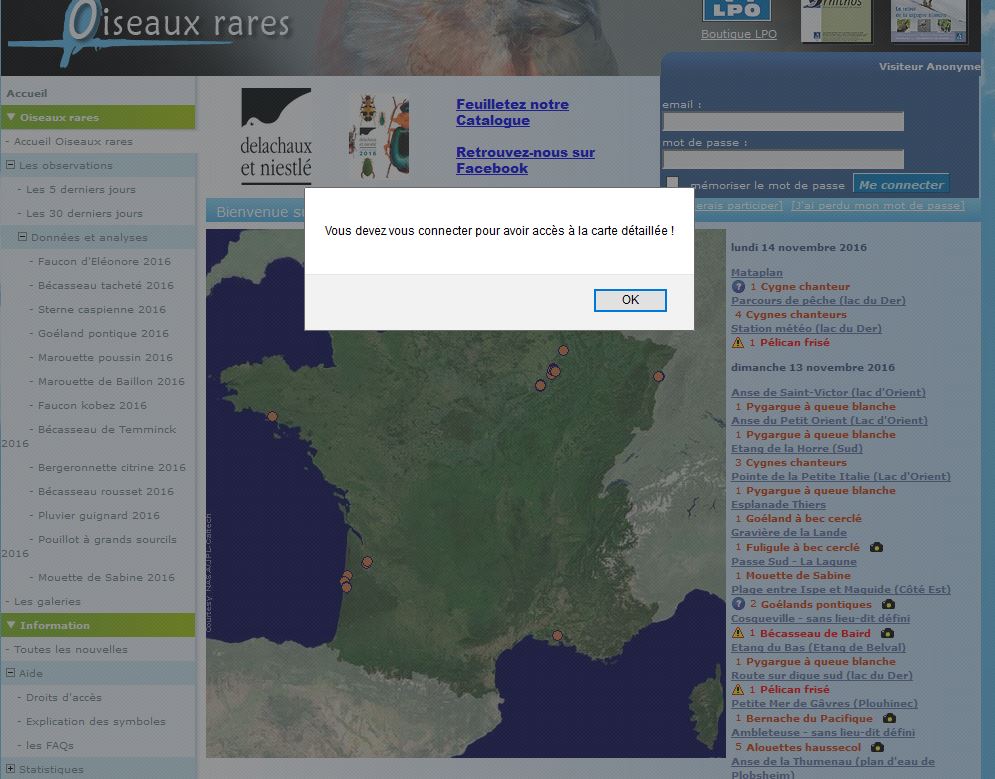 Oiseaux rares
LPO
Boutique LPO
Accueil
Oiseaux rares
- Accueil Oiseaux rares
Les observations
- Les 5 derniers jours
- Les 30 derniers jours
Données et analyses
- Faucon d'Eléonore 2016
- Bécasseau tacheté 2016
- Sterne caspienne 2016
- Goéland pontique 2016
- Marouette poussin 2016
- Marouette de Baillon 2016
- Faucon kobez 2016
- Bécasseau de Temminck
2016
- Bergeronnette citrine 2016
- Bécasseau rousset 2016
- Pluvier guignard 2016
- Pouillot à grands sourcils
2016
- Mouette de Sabine 2016
- Les galeries
Information
- Toutes les nouvelles
Aide
- Droits d'accès
- Explication des symboles
- les FAQs
Statistiques
delachaux
et niestlé
2016
Feuilletez notre
Catalogue
Retrouvez-nous sur
Facebook
Visiteur Anonyme
email :
mot de passe :
mémoriser le mot de passe
Me connecter
erais participer] [J'ai perdu mon mot de passe]
Bienvenue su
Vous devez vous connecter pour avoir accès à la carte détaillée !
OK
Courtesy NASA/JPL-Caltech
lundi 14 novembre 2016
Mataplan
? 1 Cygne chanteur
Parcours de pêche (lac du Der)
4 Cygnes chanteurs
Station météo (lac du Der)
1 Pélican frisé
dimanche 13 novembre 2016
Anse de Saint-Victor (lac d'Orient)
1 Pygargue à queue blanche
Anse du Petit Orient (Lac d'Orient)
1 Pygargue à queue blanche
Etang de la Horre (Sud)
3 Cygnes chanteurs
Pointe de la Petite Italie (Lac d'Orient)
1 Pygargue à queue blanche
Esplanade Thiers
1 Goéland à bec cerclé
Gravière de la Lande
1 Fuligule à bec cerclé
Passe Sud - La Lagune
1 Mouette de Sabine
Plage entre Ispe et Maguide (Côté Est)
? 2 Goélands pontiques
Cosqueville - sans lieu-dit défini
1 Bécasseau de Baird
Etang du Bas (Etang de Belval)
1 Pygargue à queue blanche
Route sur digue sud (lac du Der)
1 Pélican frisé
Petite Mer de Gâvres (Plouhinec)
1 Bernache du Pacifique
Ambleteuse - sans lieu-dit défini
5 Alouettes haussecol
Anse de la Thumenau (plan d'eau de
Plobsheim)